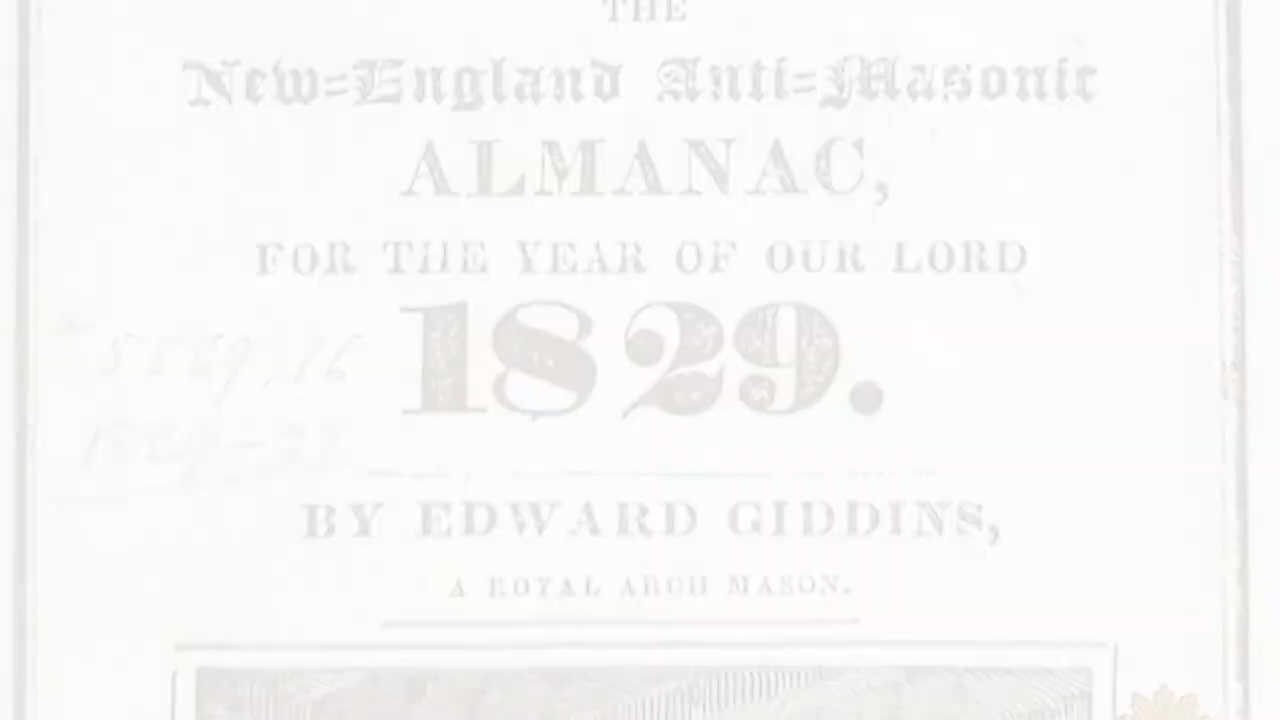 THE
New=England Anti=Masonic
ALMANAC,
FOR THE YEAR OF OUR LORD
1829.
BY EDWARD GIDDINS,
A ROYAL ARCH MASON.